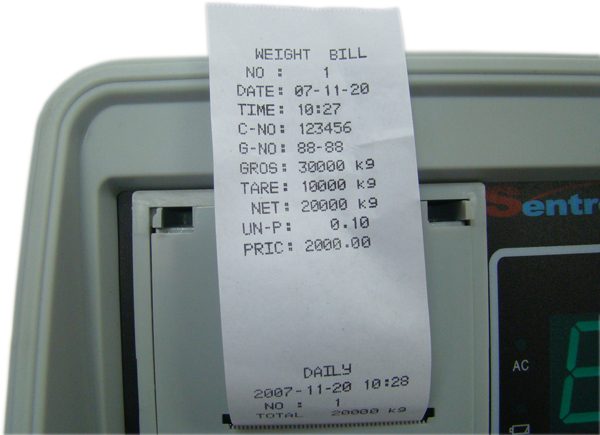 WEIGHT BILL
NO : 1
DATE: 07-11-20
TIME: 10:27
C-NO: 123456
G-NO: 88-88
GROS: 30000 kg
TARE: 10000 kg
NET: 20000 kg
UN-P: 0.10
PRIC: 2000.00
DAILY
2007-11-20 10:28
NO : 1
TOTAL 20000 kg
Sentr
AC